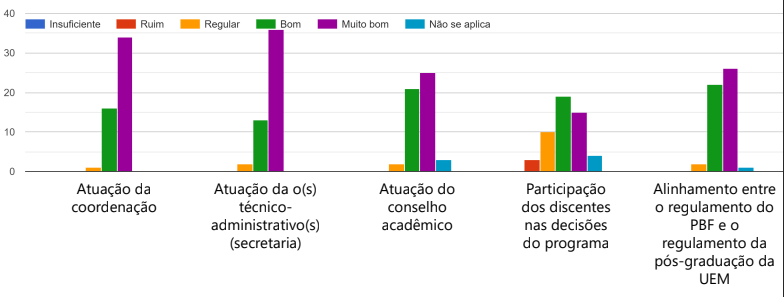 40
Insuficiente Ruim Regular Bom Muito bom Não se aplica
30
20
10
0
Atuação da
coordenação
Atuação da o(s)
técnico-
administrativo(s)
(secretaria)
Atuação do
conselho
acadêmico
Participação
dos discentes
nas decisões
do programa
Alinhamento entre
o regulamento do
PBF e o
regulamento da
pós-graduação da
UEM